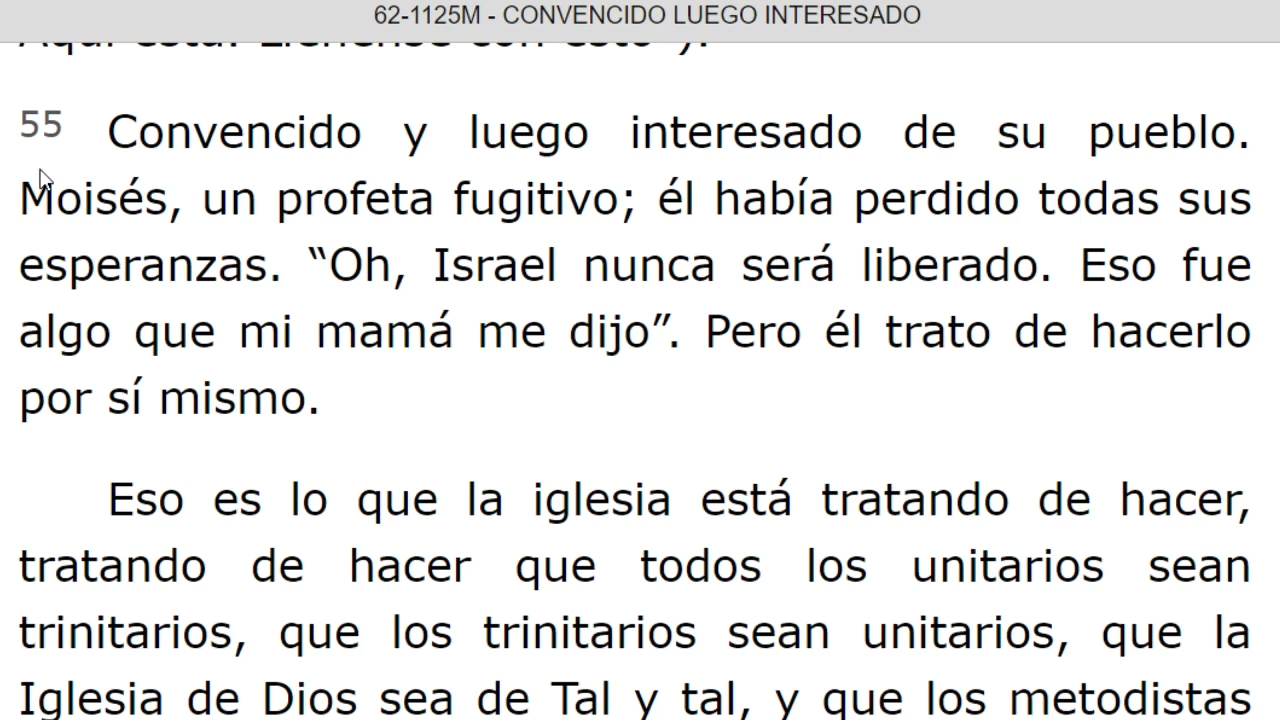 62-1125M - CONVENCIDO LUEGO INTERESADO
55 Convencido y luego interesado de su pueblo.
Moisés, un profeta fugitivo; él había perdido todas sus
esperanzas. “Oh, Israel nunca será liberado. Eso fue
algo que mi mamá me dijo”. Pero él trato de hacerlo
por sí mismo.
Eso es lo que la iglesia está tratando de hacer,
tratando de hacer que todos los unitarios sean
trinitarios, que los trinitarios sean unitarios, que la
Iglesia de Dios sea de Tal y tal, y que los metodistas